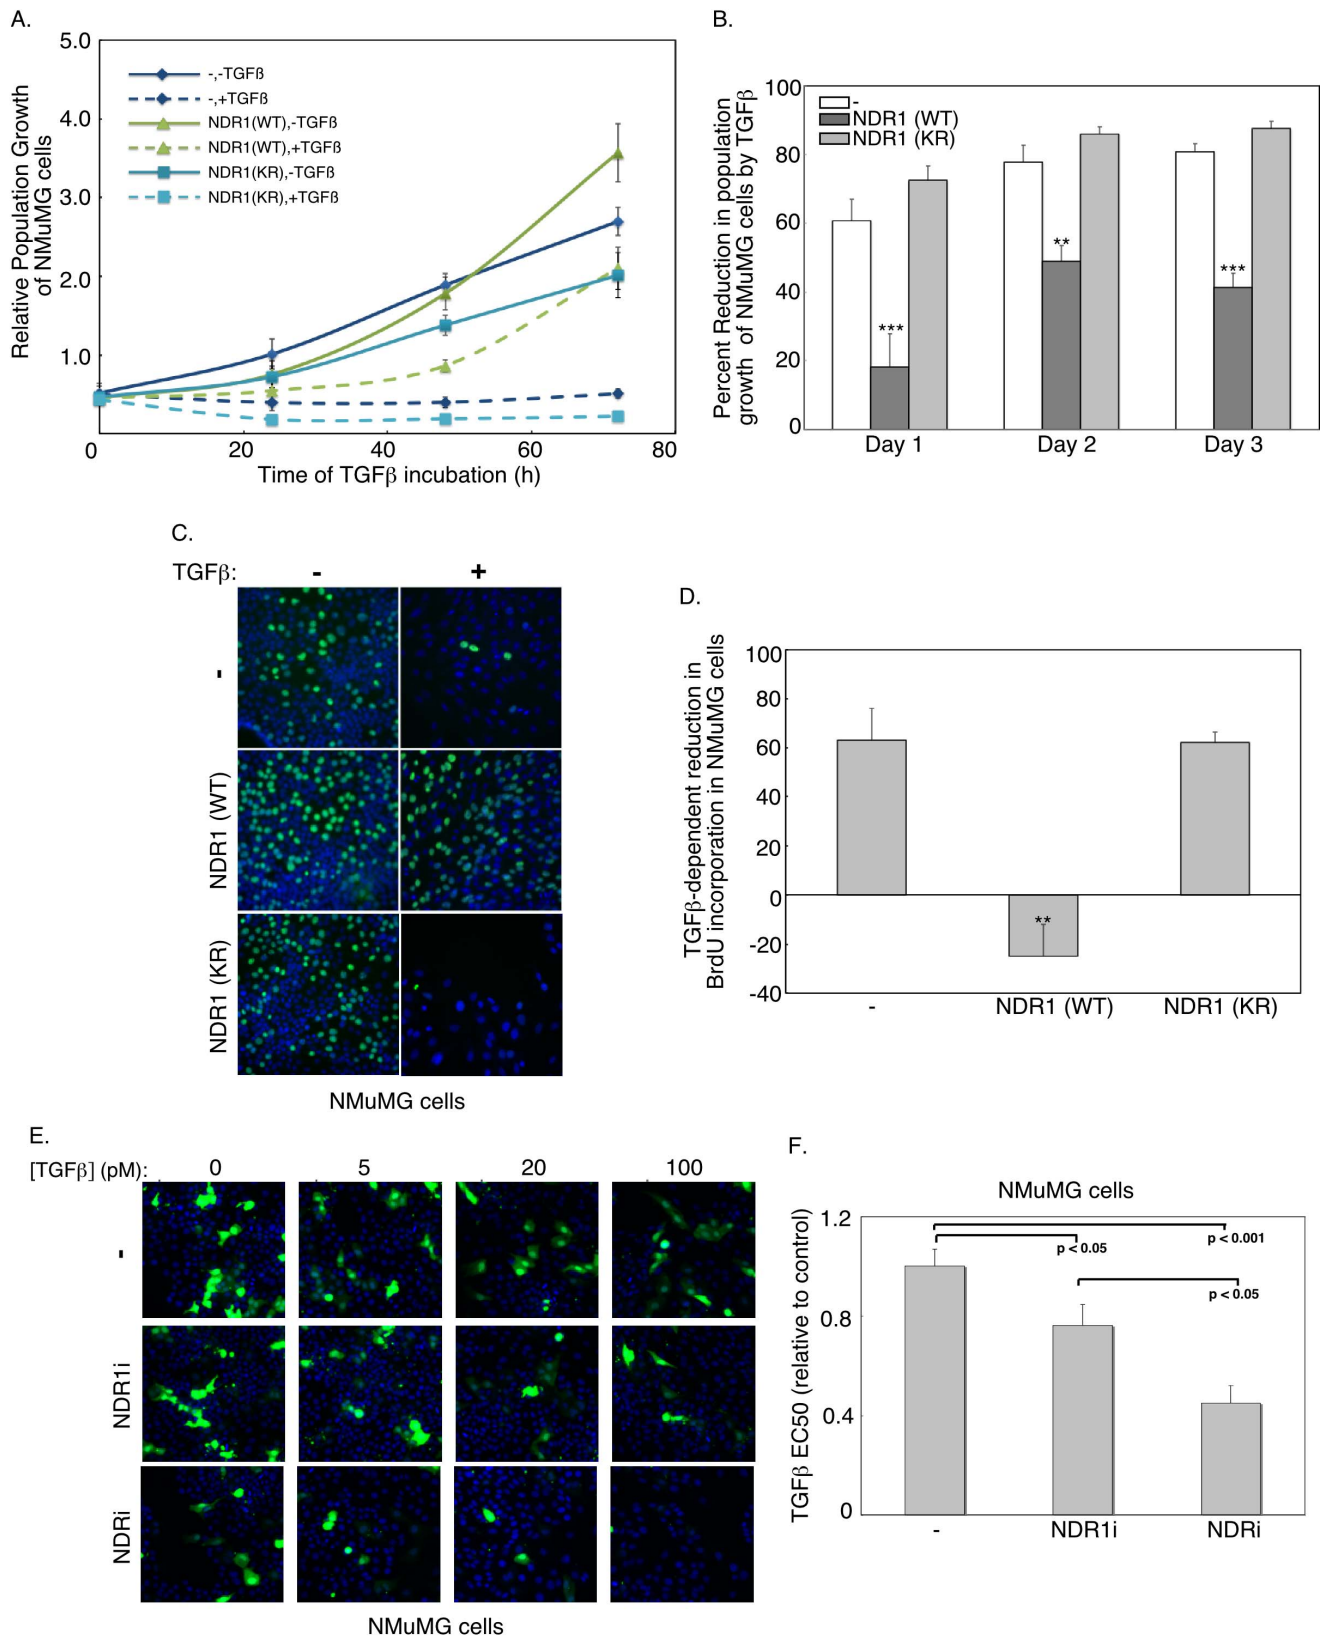 A.
5.0
4.0
3.0
2.0
1.0
0
20
40
60
80
Relative Population Growth
of NMuMG cells
-,-TGFß
-,+TGFß
NDR1(WT),-TGFß
NDR1(WT),+TGFß
NDR1(KR),-TGFß
NDR1(KR),+TGFß
Time of TGFβ incubation (h)
B.
Percent Reduction in population
growth of NMuMG cells by TGFβ
100
80
60
40
20
0
-
NDR1 (WT)
NDR1 (KR)
***
**
***
Day 1
Day 2
Day 3
C.
TGFβ:
-
+
-
NDR1 (WT)
NDR1 (KR)
NMuMG cells
D.
TGFβ-dependent reduction in
BrdU incorporation in NMuMG cells
100
80
60
40
20
0
-20
-40
**
-
NDR1 (WT)
NDR1 (KR)
E.
[TGFβ] (pM):
0
5
20
100
-
NDR1i
NDRi
NMuMG cells
F.
NMuMG cells
TGFβ EC50 (relative to control)
1.2
0.8
0.4
0
p < 0.05
p < 0.001
p < 0.05
-
NDR1i
NDRi